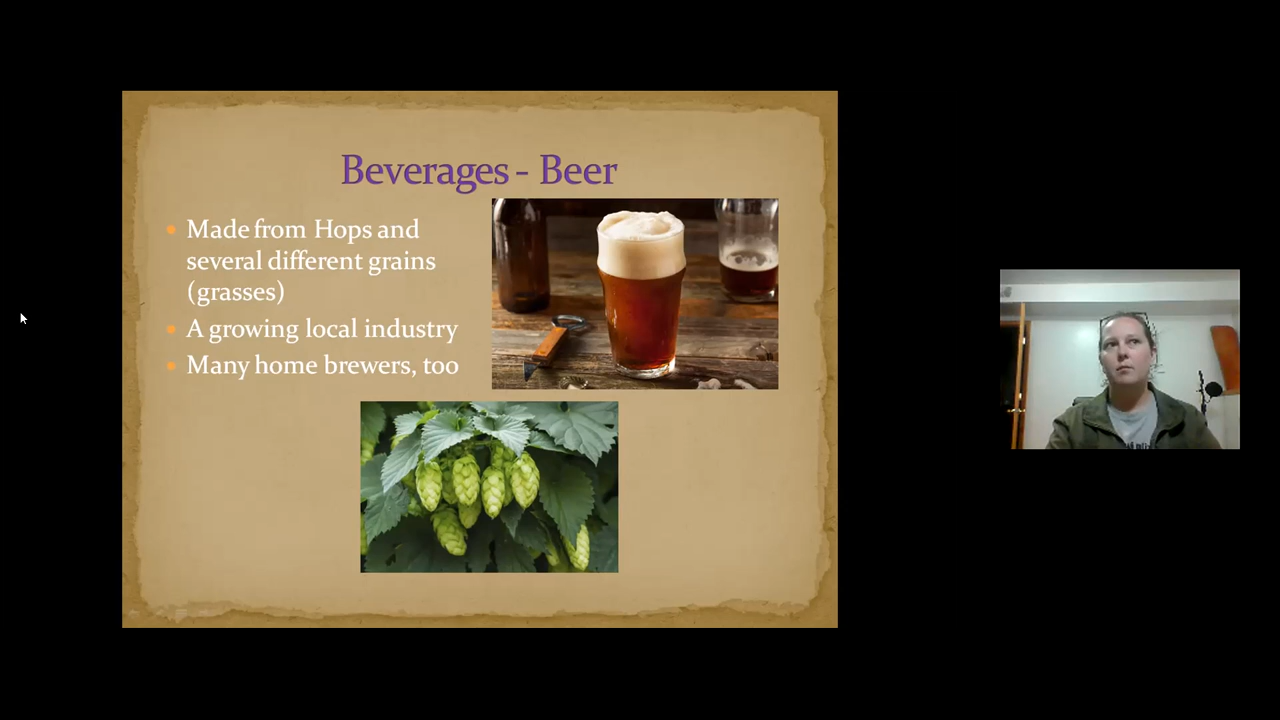 Beverages - Beer
Made from Hops and
several different grains
(grasses)
A growing local industry
Many home brewers, too